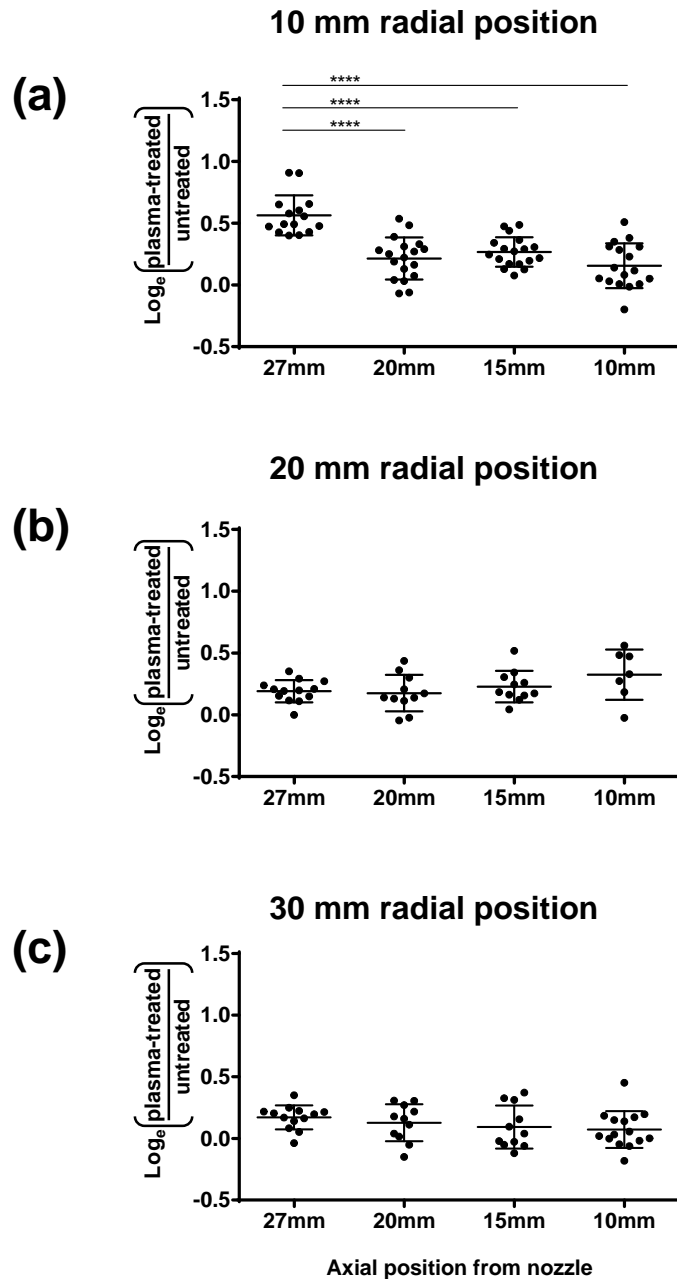 10 mm radial position
(a)
****
****
****
Loge(plasma-treated
untreated)
1.5
1.0
0.5
0.0
-0.5
27mm 20mm 15mm 10mm
20 mm radial position
(b)
Loge(plasma-treated
untreated)
1.5
1.0
0.5
0.0
-0.5
27mm 20mm 15mm 10mm
30 mm radial position
(c)
Loge(plasma-treated
untreated)
1.5
1.0
0.5
0.0
-0.5
27mm 20mm 15mm 10mm
Axial position from nozzle